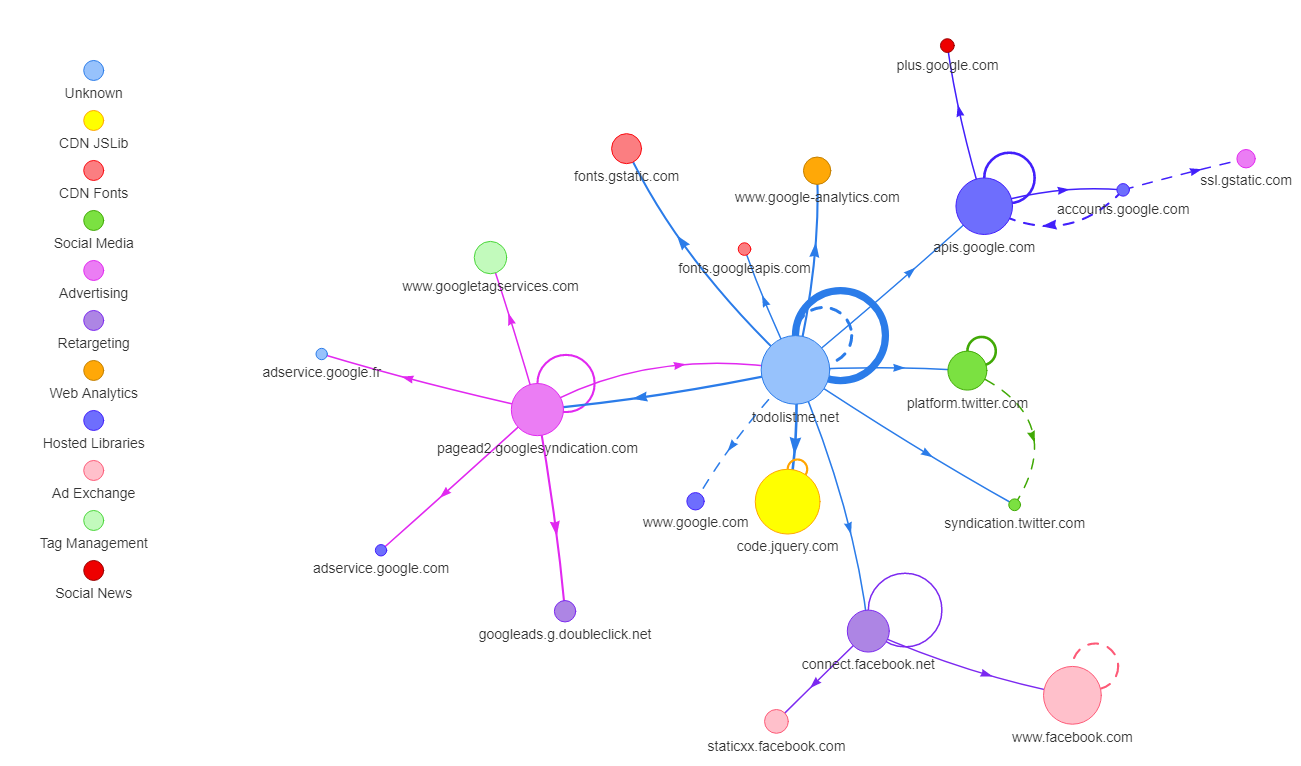 Unknown
CDN JSLib
CDN Fonts
Social Media
Advertising
Retargeting
Web Analytics
Hosted Libraries
Ad Exchange
Tag Management
Social News
plus.google.com
fonts.gstatic.com
www.google-analytics.com
ssl.gstatic.com
accounts.google.com
apis.google.com
fonts.googleapis.com
www.googletagservices.com
adservice.google.fr
platform.twitter.com
todolistme.net
pagead2.googlesyndication.com
www.google.com
syndication.twitter.com
code.jquery.com
adservice.google.com
googleads.g.doubleclick.net
connect.facebook.net
www.facebook.com
staticxx.facebook.com